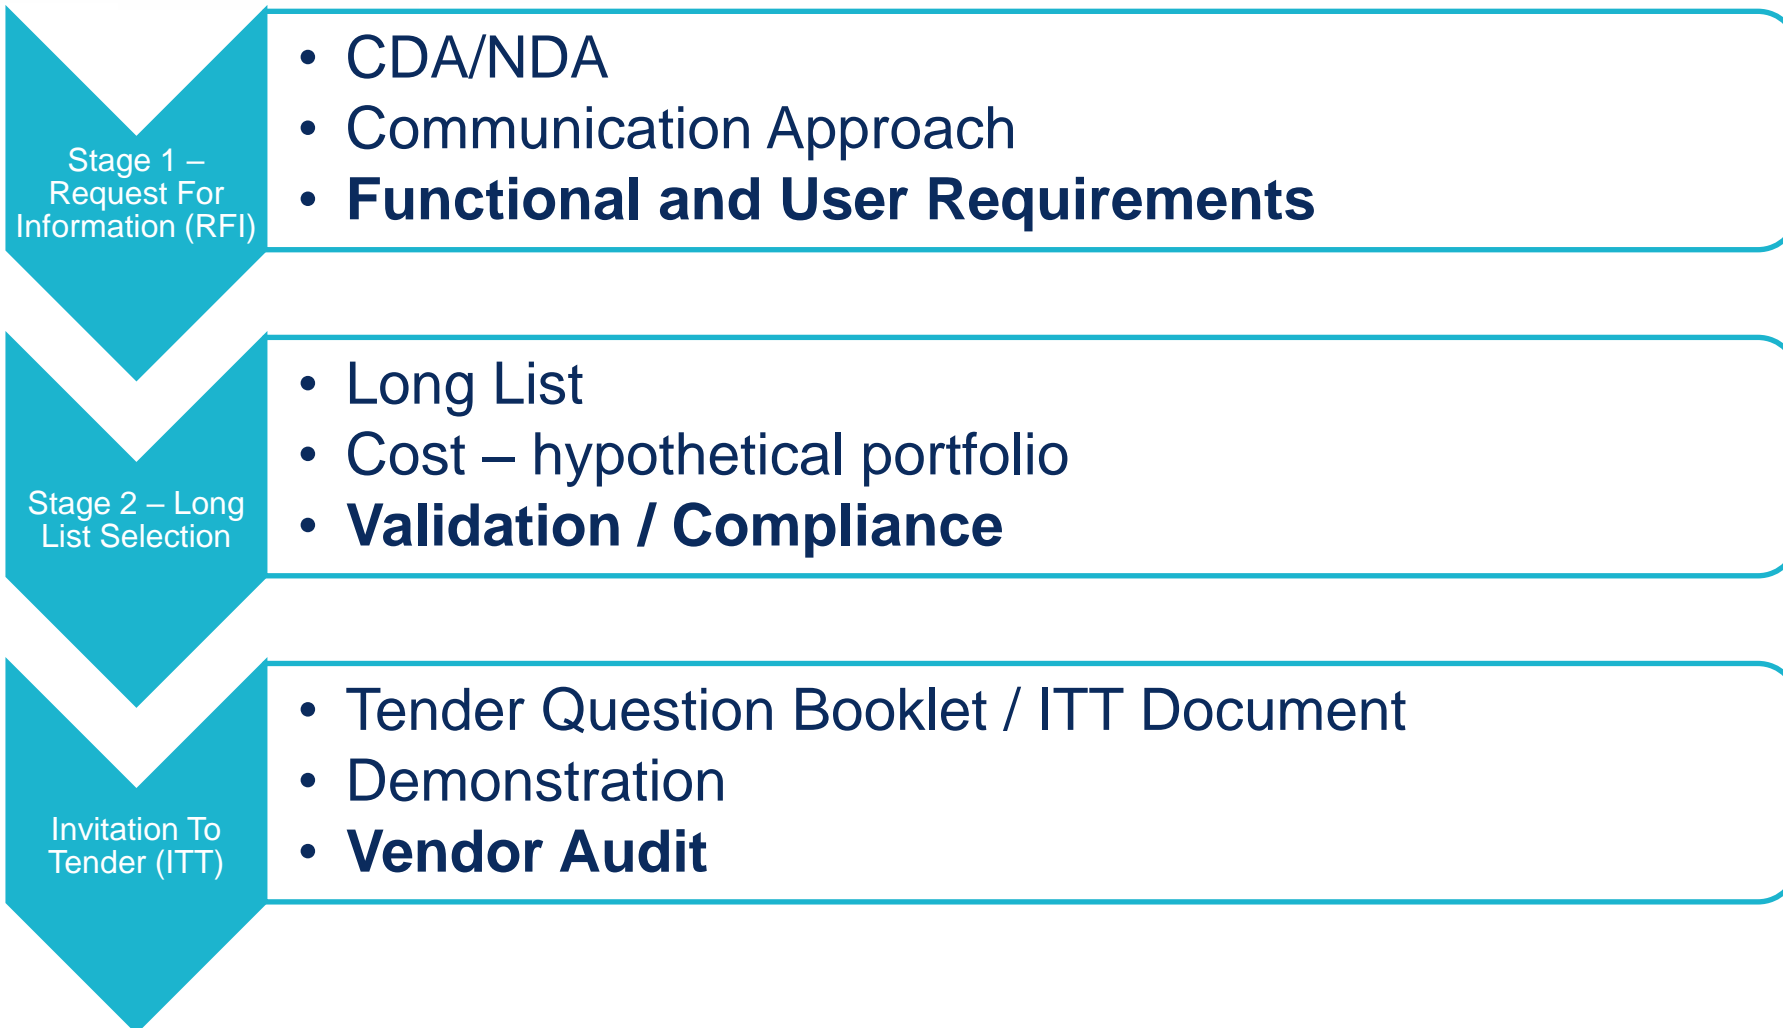 Stage 1 –
Request For
Information (RFI)
• CDA/NDA
• Communication Approach
• Functional and User Requirements
Stage 2 – Long
List Selection
• Long List
• Cost – hypothetical portfolio
• Validation / Compliance
Invitation To
Tender (ITT)
• Tender Question Booklet / ITT Document
• Demonstration
• Vendor Audit